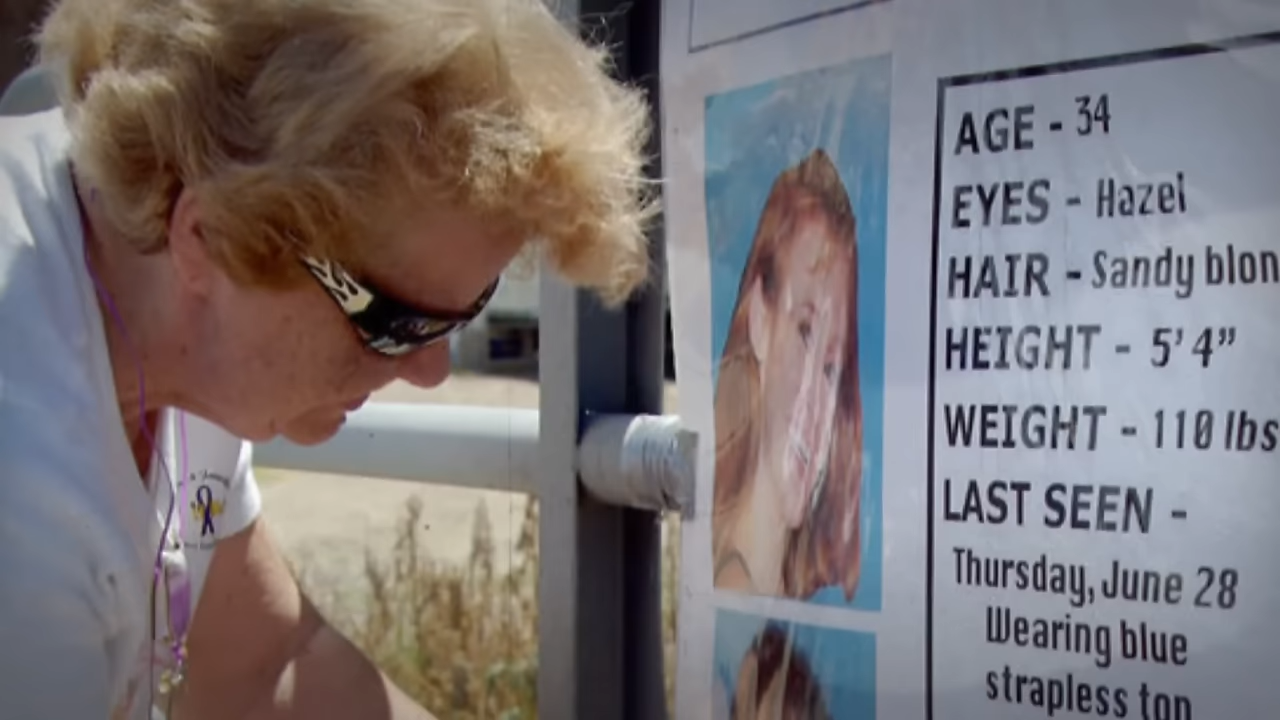 AGE - 34
EYES - Hazel
HAIR - Sandy blon
HEIGHT - 5'4"
WEIGHT - 110 lbs
LAST SEEN -
Thursday, June 28
Wearing blue
strapless top